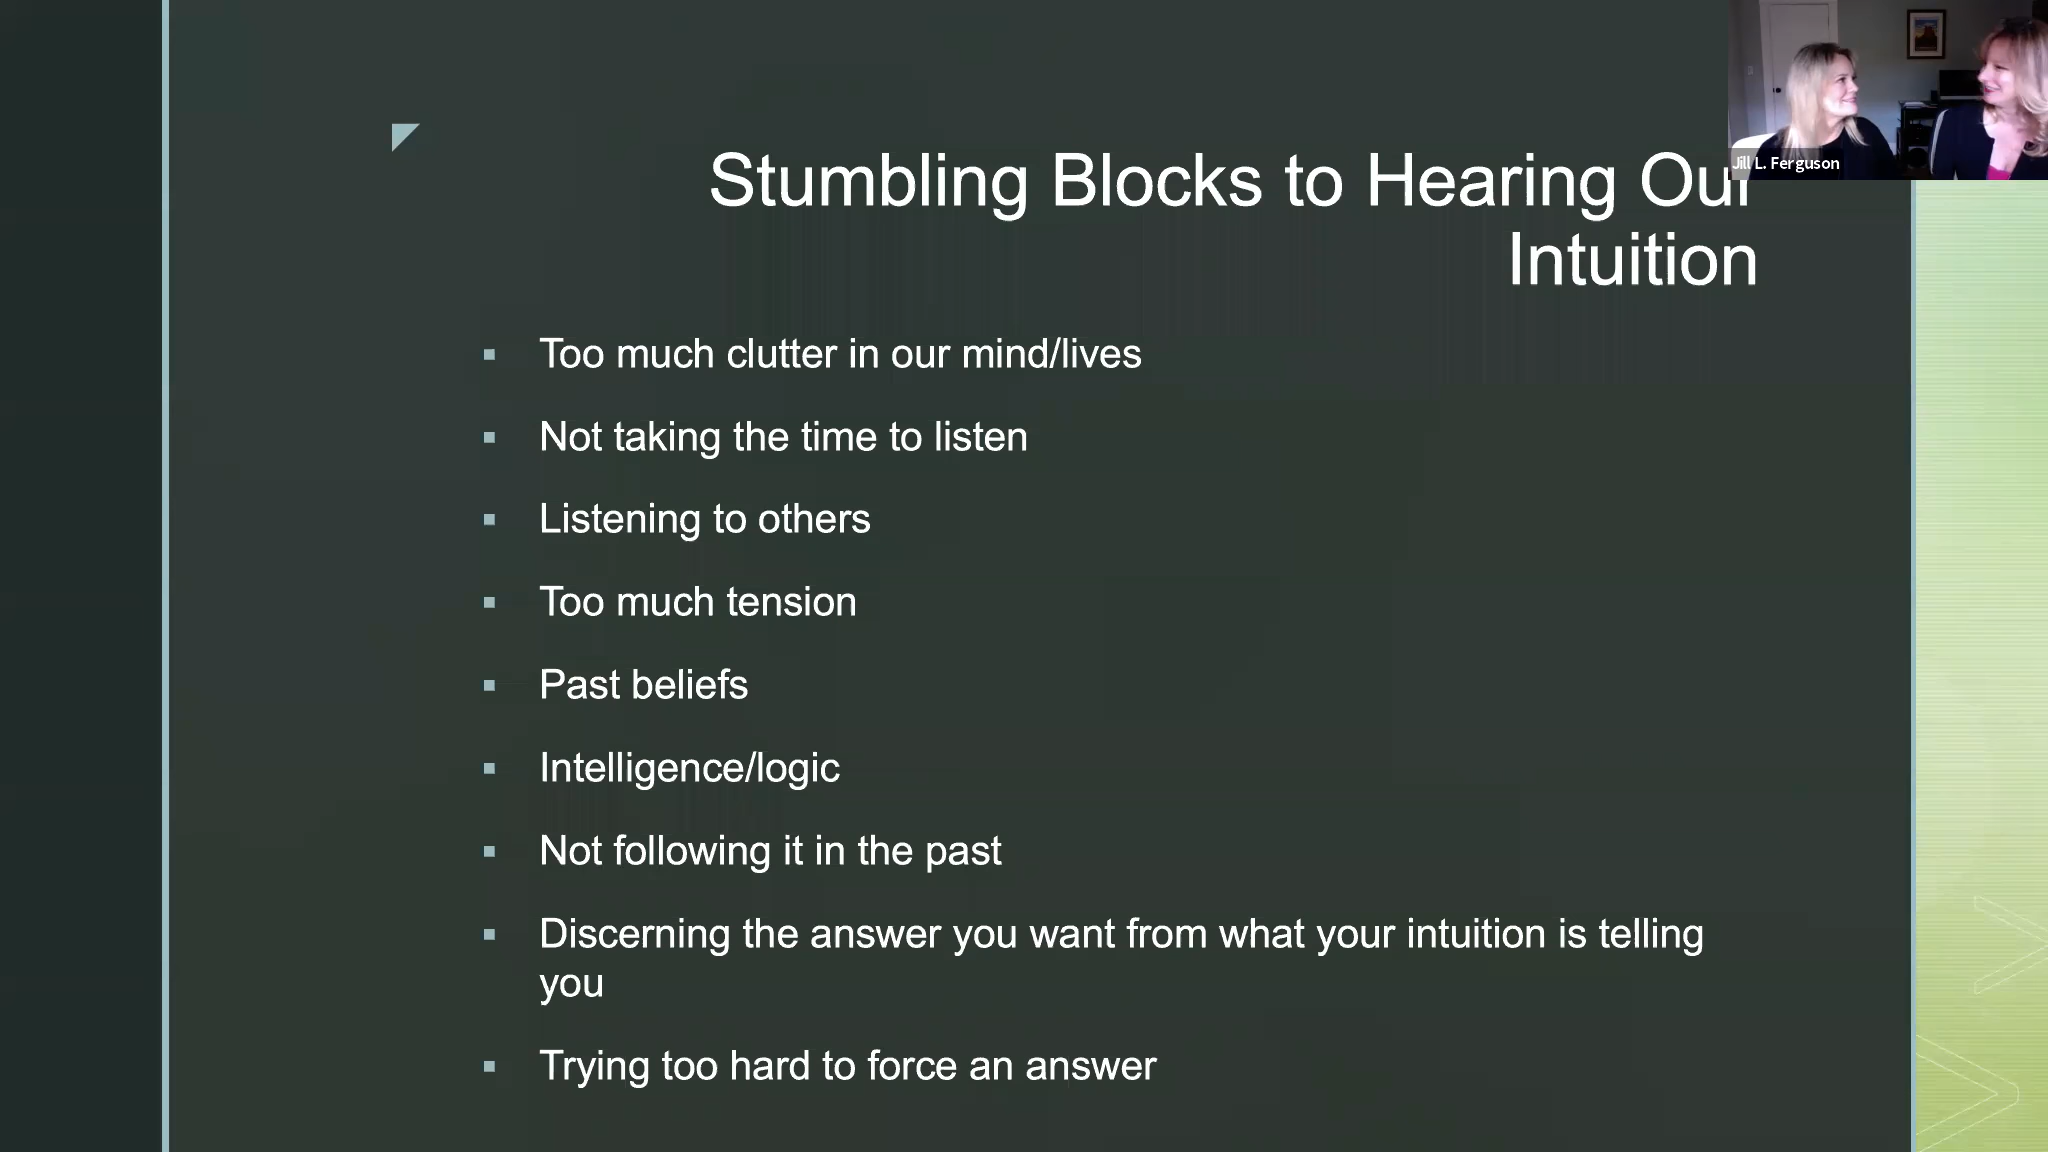 Jill L. Ferguson
Stumbling Blocks to Hearing Our
Intuition
▪ Too much clutter in our mind/lives
▪ Not taking the time to listen
▪ Listening to others
▪ Too much tension
▪ Past beliefs
▪ Intelligence/logic
▪ Not following it in the past
▪ Discerning the answer you want from what your intuition is telling
you
▪ Trying too hard to force an answer